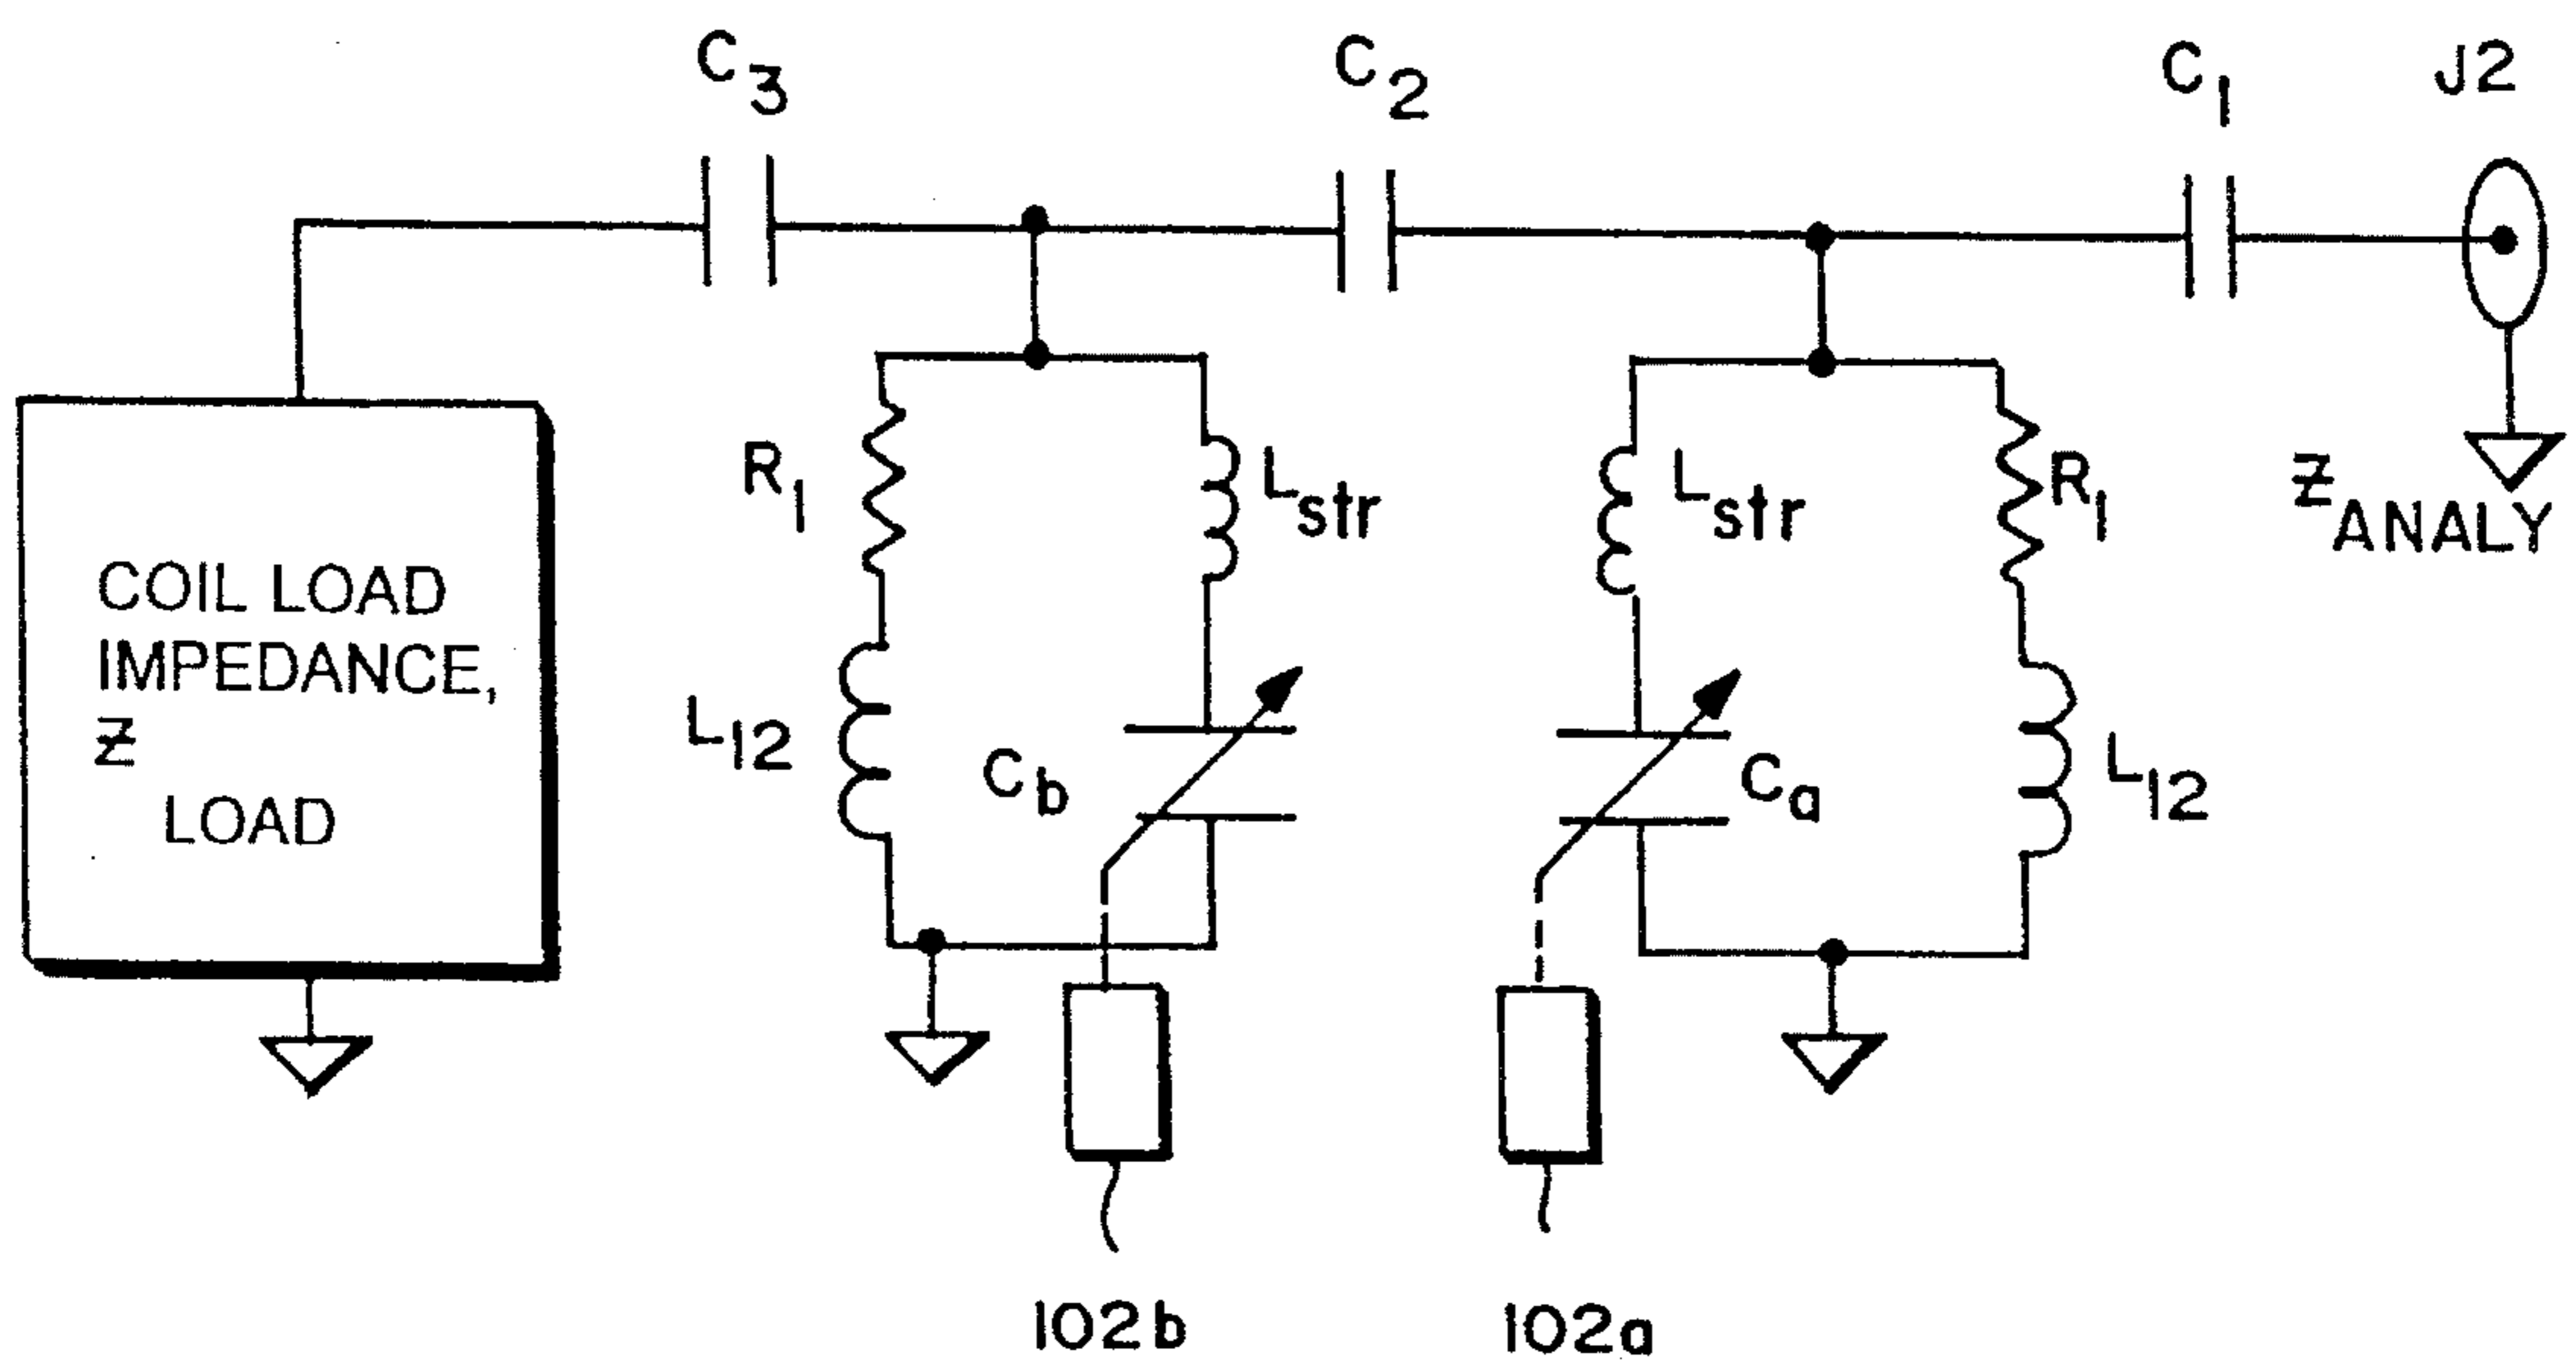 C3
C2
C1
J2
R1
Lstr
Lstr
R1
ZANALY
COIL LOAD
IMPEDANCE,
Z
LOAD
L12
Cb
Ca
L12
102b
102a